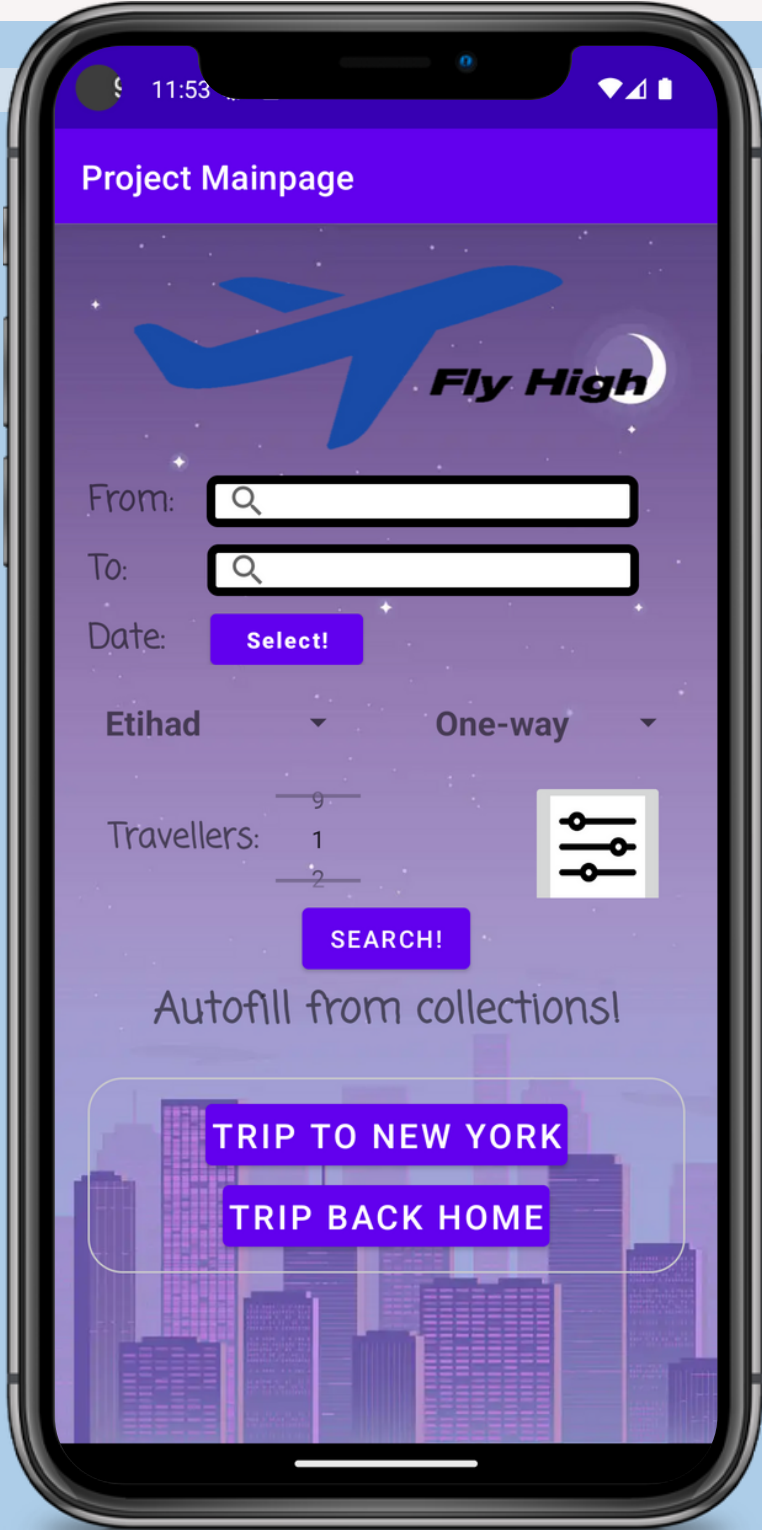 11:53
Project Mainpage
Fly High
From:
To:
Date: Select!
Etihad One-way
9
Travellers: 1
2
SEARCH!
Autofill from collections!
TRIP TO NEW YORK
TRIP BACK HOME